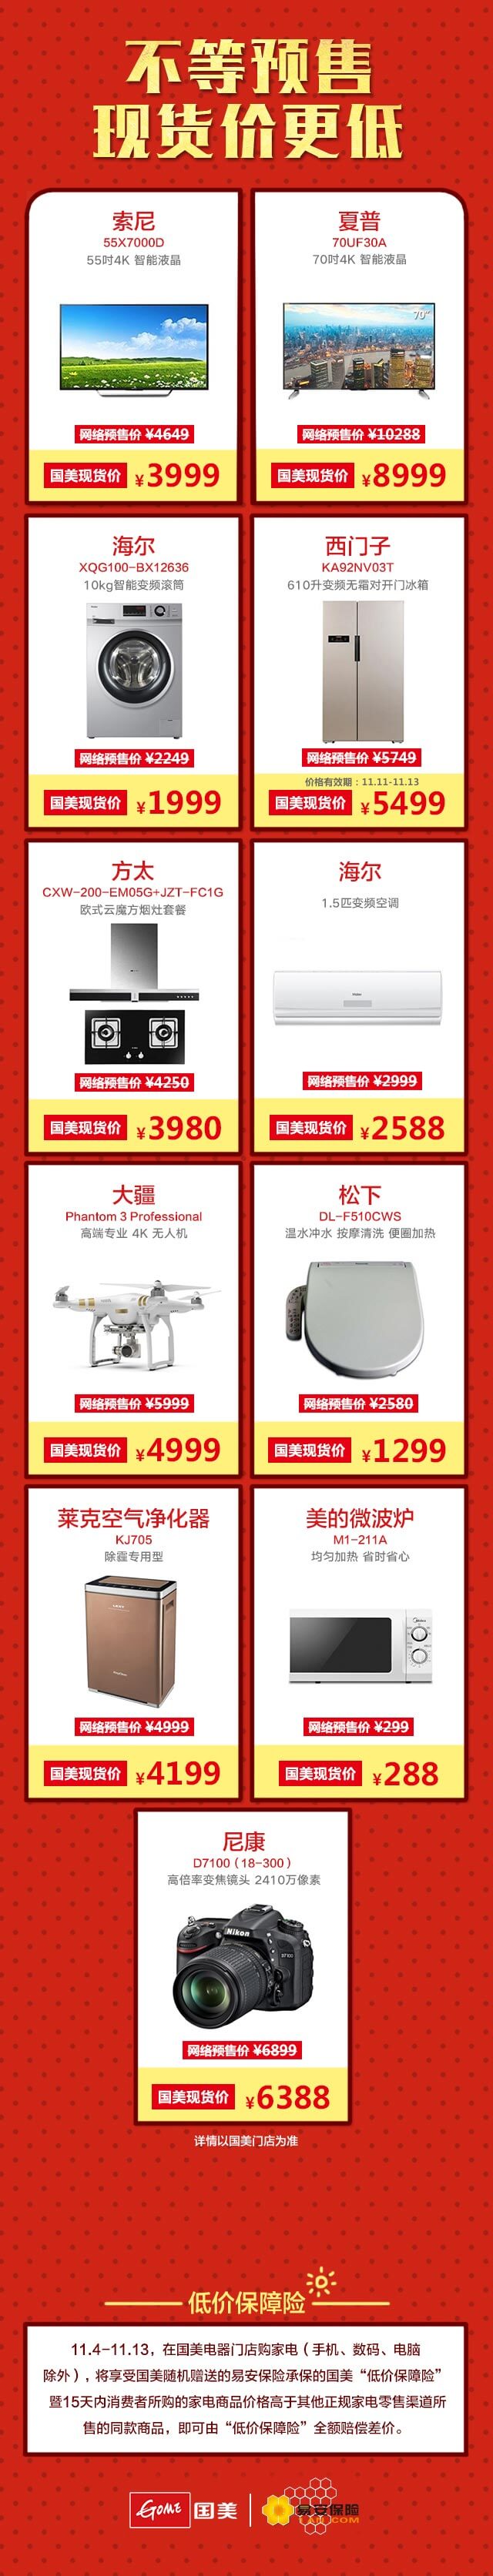 不等预售
现货价更低
索尼
55X7000D
55吋4K 智能液晶
网络预售价 ¥4649
国美现货价 ¥3999
夏普
70UF30A
70吋4K 智能液晶
70"
网络预售价 ¥10288
国美现货价 ¥8999
海尔
XQG100-BX12636
10kg智能变频滚筒
网络预售价 ¥2249
国美现货价 ¥1999
西门子
KA92NV03T
610升变频无霜对开门冰箱
网络预售价 ¥5749
价格有效期：11.11-11.13
国美现货价 ¥5499
方太
CXW-200-EM05G+JZT-FC1G
欧式云魔方烟灶套餐
网络预售价 ¥4250
国美现货价 ¥3980
海尔
1.5匹变频空调
Haier
网络预售价 ¥2999
国美现货价 ¥2588
大疆
Phantom 3 Professional
高端专业 4K 无人机
网络预售价 ¥5999
国美现货价 ¥4999
松下
DL-F510CWS
温水冲水 按摩清洗 便圈加热
网络预售价 ¥2580
国美现货价 ¥1299
莱克空气净化器
KJ705
除霾专用型
网络预售价 ¥4999
国美现货价 ¥4199
美的微波炉
M1-211A
均匀加热 省时省心
Midea
网络预售价 ¥299
国美现货价 ¥288
尼康
D7100（18-300）
高倍率变焦镜头 2410万像素
Nikon
D7100
网络预售价 ¥6899
国美现货价 ¥6388
详情以国美门店为准
低价保障险
11.4-11.13，在国美电器门店购家电（手机、数码、电脑
除外），将享受国美随机赠送的易安保险承保的国美“低价保障险”
暨15天内消费者所购的家电商品价格高于其他正规家电零售渠道所
售的同款商品，即可由“低价保障险”全额赔偿差价。
GOME 国美
易安保险